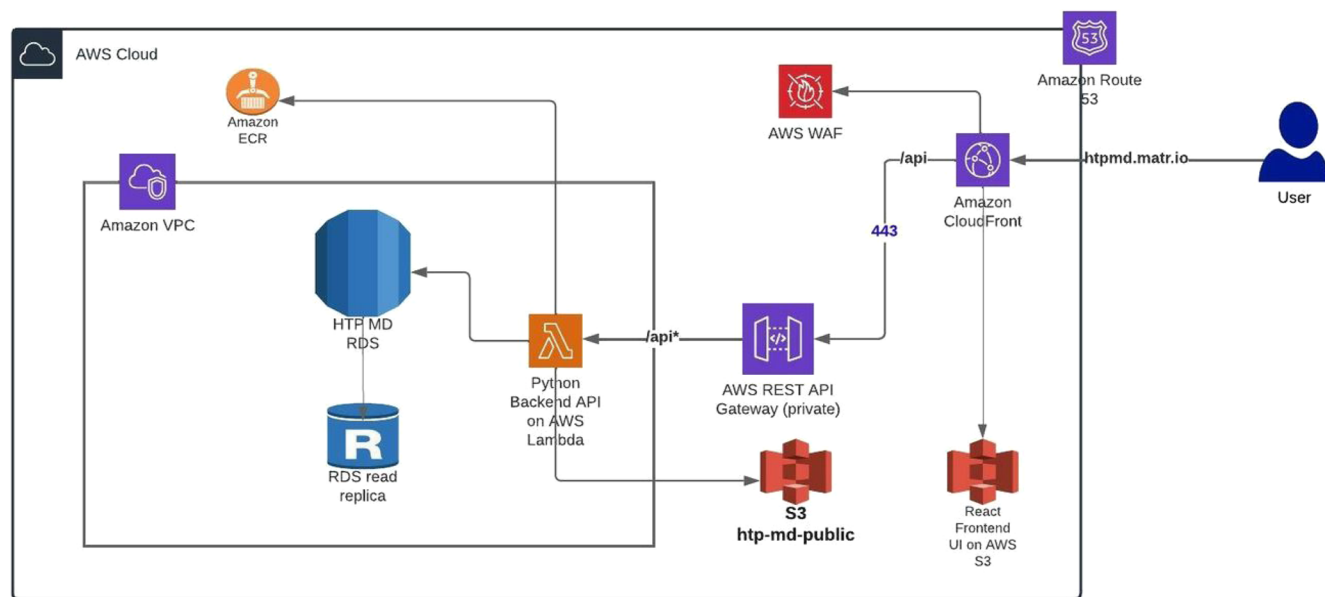 53
AWS Cloud
Amazon Route
53
Amazon
ECR
AWS WAF
/api
htpmd.matr.io
User
Amazon
CloudFront
Amazon VPC
443
HTP MD
RDS
/api*
Python
Backend API
on AWS
Lambda
AWS REST API
Gateway (private)
R
RDS read
replica
S3
htp-md-public
React
Frontend
UI on AWS
S3